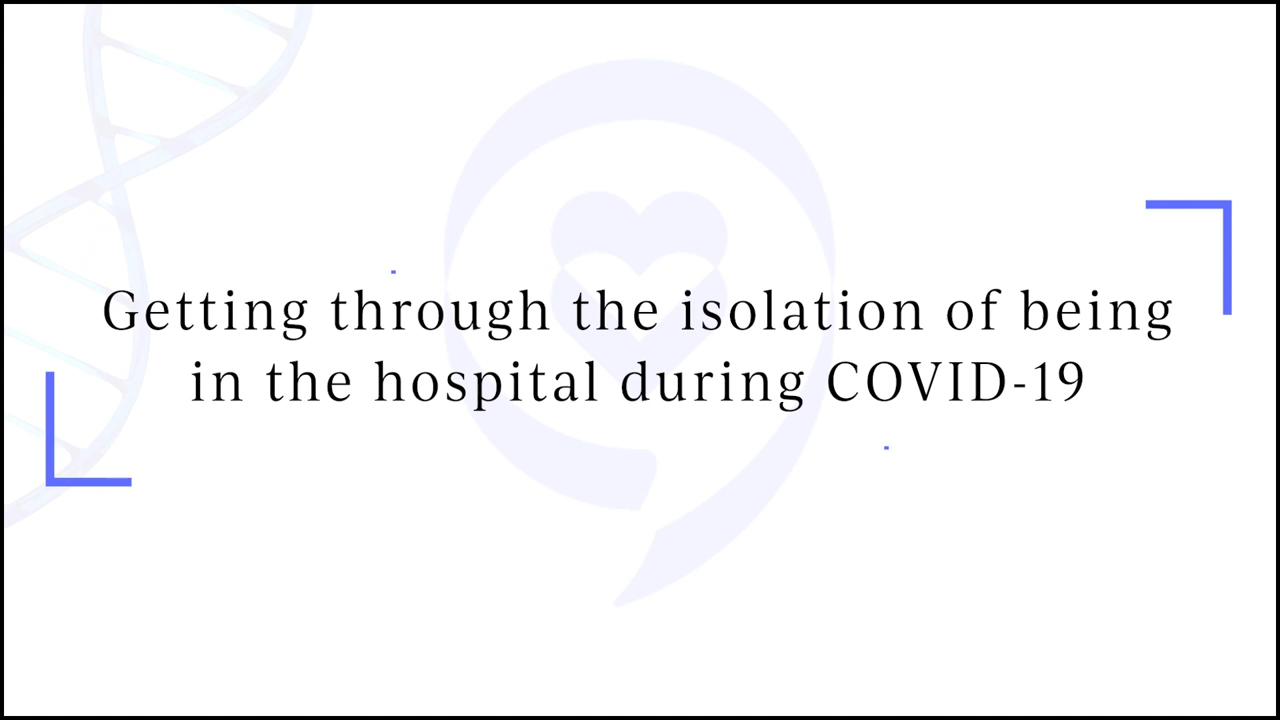 Getting through the isolation of being
in the hospital during COVID-19